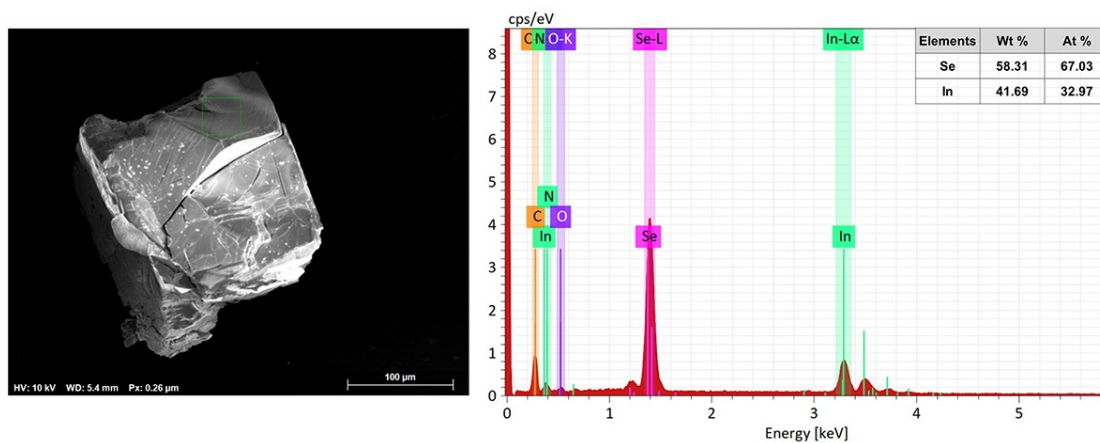 HV: 10 kV WD: 5.4 mm Px: 0.26 µm
100 µm
cps/eV
8
7
6
5
4
3
2
1
0
C N O-K Se-L In-Lα
N
C O
In Se In
0 1 2 3 4 5
Energy [keV]
Elements Wt % At %
Se 58.31 67.03
In 41.69 32.97